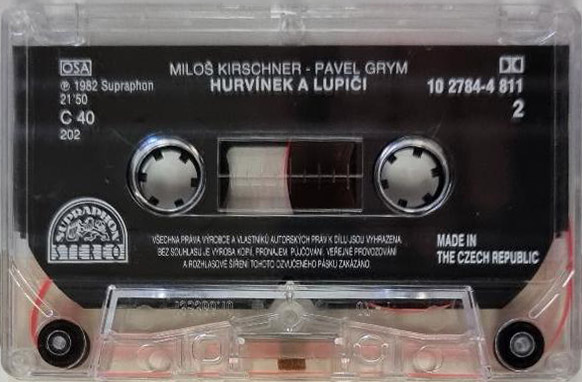 OSA
MILOŠ KIRSCHNER - PAVEL GRYM
℗ 1982 Supraphon
HURVÍNEK A LUPIČI
10 2784-4 811
21'50
2
C 40
202
SUPRAPHON
STEREO
VŠECHNA PRÁVA VÝROBCE A VLASTNÍKŮ AUTORSKÝCH PRÁV K DÍLU JSOU VYHRAZENA.
BEZ SOUHLASU JE VÝROBA KOPIÍ, PRONÁJEM, PŮJČOVÁNÍ, VEŘEJNÉ PROVOZOVÁNÍ
A ROZHLASOVÉ ŠÍŘENÍ TOHOTO OZVUČENÉHO PÁSKU ZAKÁZÁNO.
MADE IN
THE CZECH REPUBLIC